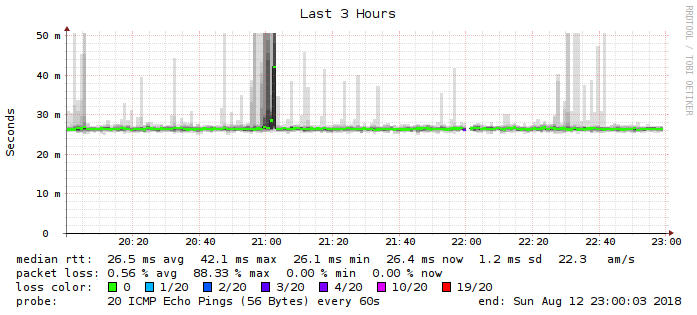 Last 3 Hours
RRDTOOL / TOBI OETIKER
Seconds
50 m
40 m
30 m
20 m
10 m
0
20:20 20:40 21:00 21:20 21:40 22:00 22:20 22:40 23:00
median rtt: 26.5 ms avg 42.1 ms max 26.1 ms min 26.4 ms now 1.2 ms sd 22.3 am/s
packet loss: 0.56 % avg 88.33 % max 0.00 % min 0.00 % now
loss color: 0 1/20 2/20 3/20 4/20 10/20 19/20
probe: 20 ICMP Echo Pings (56 Bytes) every 60s end: Sun Aug 12 23:00:03 2018